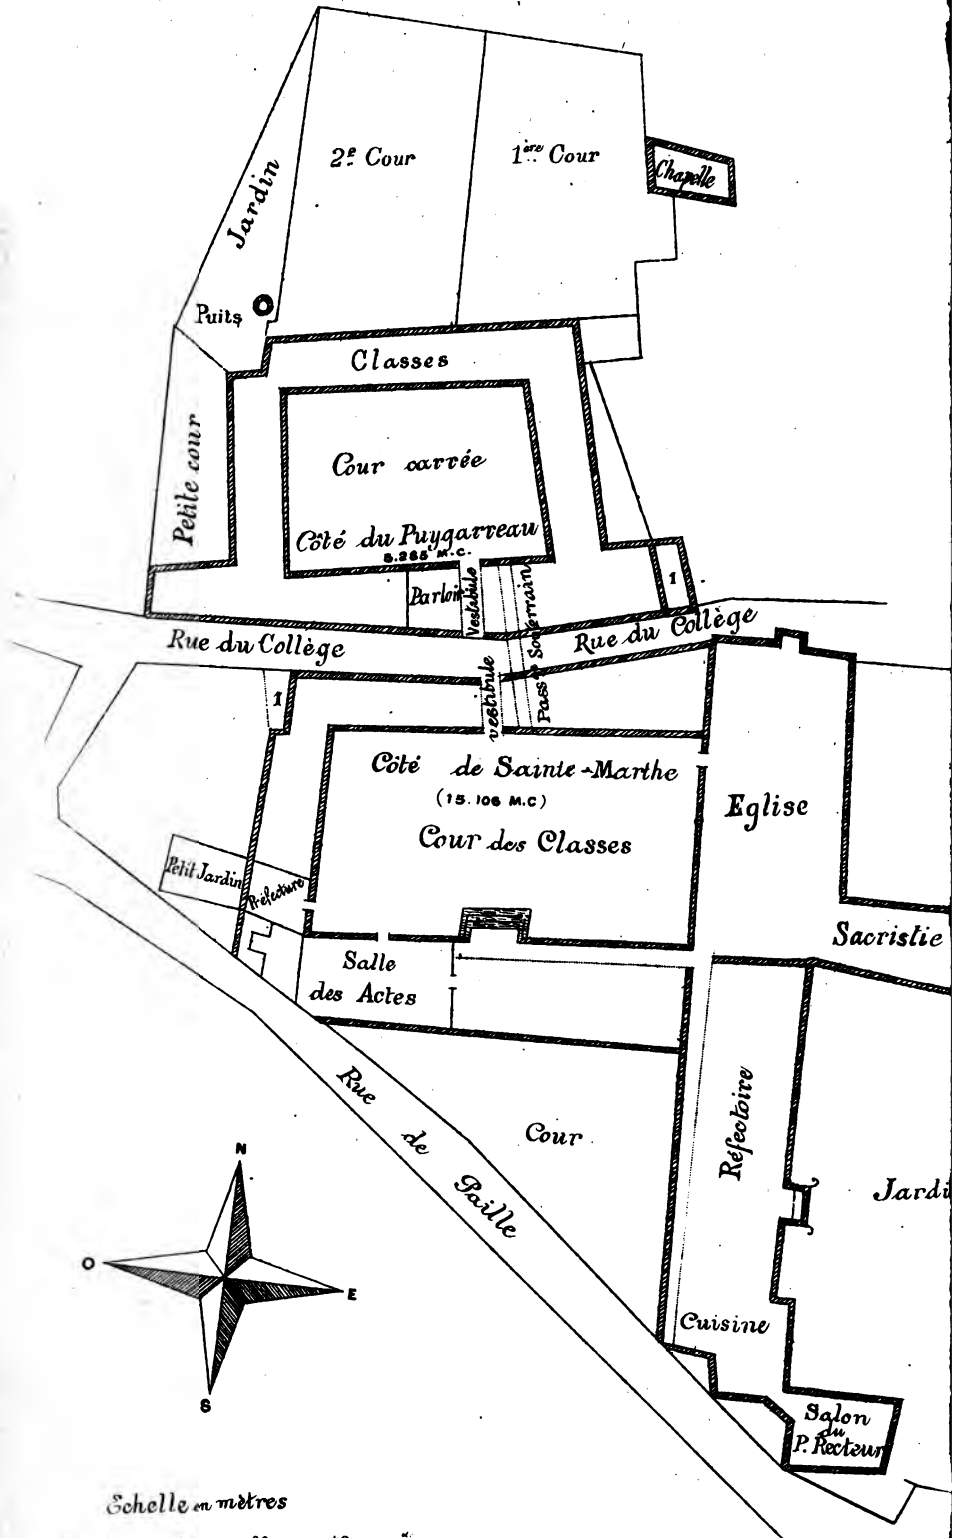 2e Cour
1ère Cour
Chapelle
Jardin
Puits
Classes
Petite cour
Cour carrée
Côté du Puygarreau
5.265 M.C.
Parloir
Vestibule
Passge Souterrain
1
Rue du Collège
Rue du Collège
vestibule
1
Côté de Sainte-Marthe
(15.106 M.C)
Cour des Classes
Eglise
Petit Jardin
Préfecture
Sacristie
Salle
des Actes
Rue
de
Paille
Cour
Réfectoire
Jardi
N
O
E
S
Cuisine
Salon
du
P. Recteur
Echelle en mètres